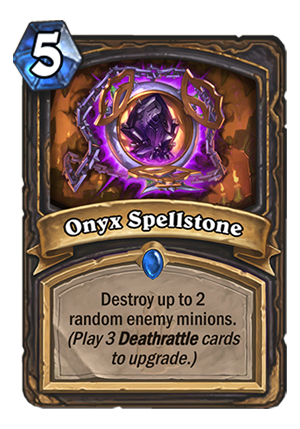 5
Onyx Spellstone
Destroy up to 2
random enemy minions.
(Play 3 Deathrattle cards
to upgrade.)